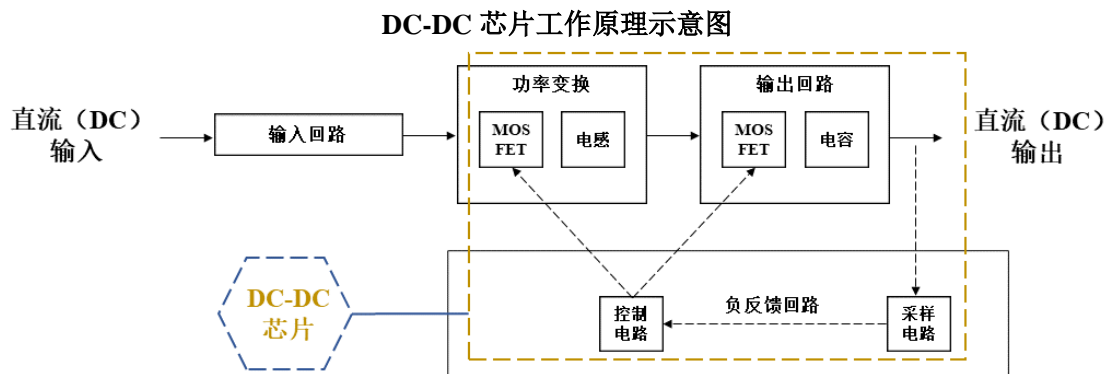 DC-DC 芯片工作原理示意图
直流（DC）
输入
输入回路
功率变换
MOS
FET
电感
输出回路
MOS
FET
电容
直流（DC）
输出
DC-DC
芯片
控制
电路
负反馈回路
采样
电路